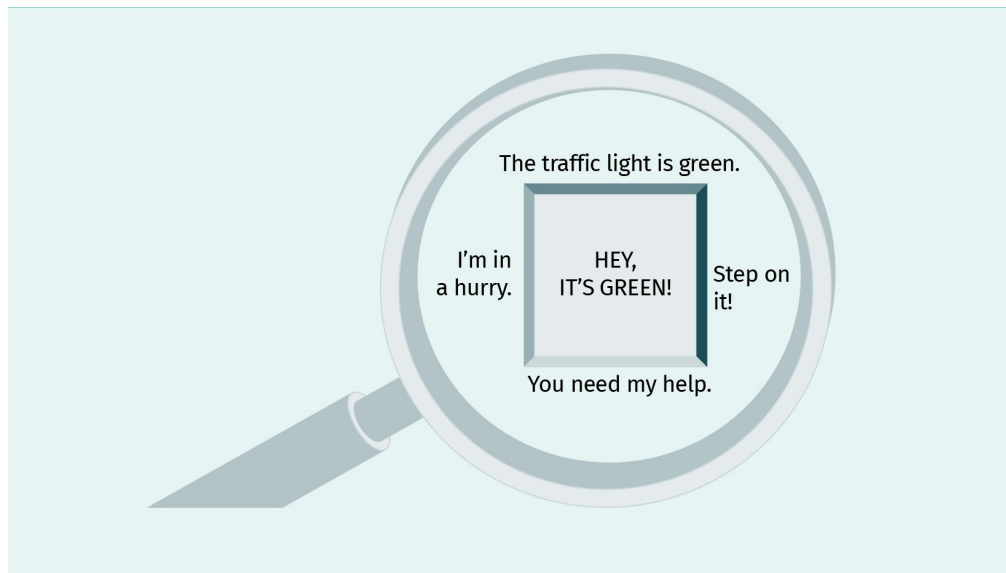 The traffic light is green.
I’m in
a hurry.
HEY,
IT’S GREEN!
Step on
it!
You need my help.